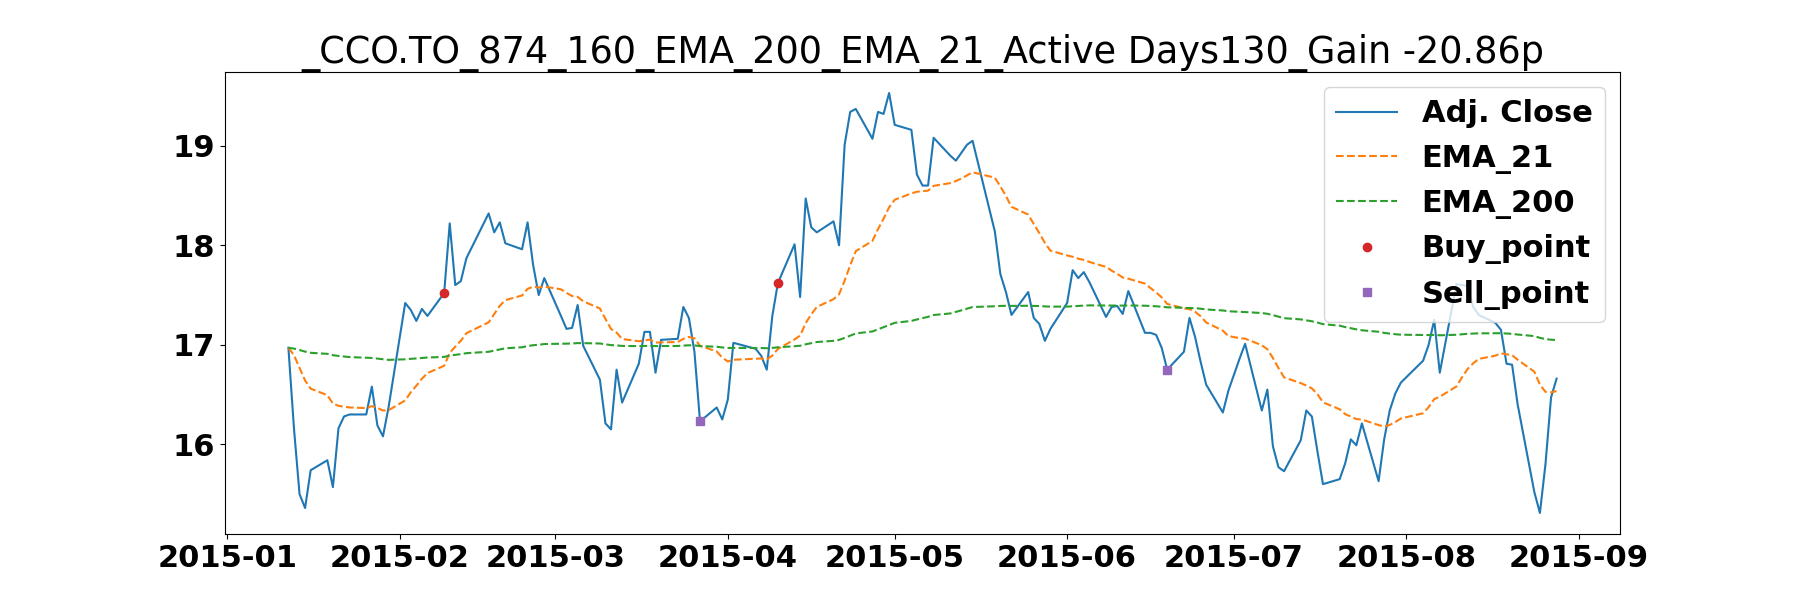 _CCO.TO_874_160_EMA_200_EMA_21_Active Days130_Gain -20.86p
Adj. Close
EMA_21
EMA_200
Buy_point
Sell_point
19
18
17
16
2015-01 2015-02 2015-03 2015-04 2015-05 2015-06 2015-07 2015-08 2015-09